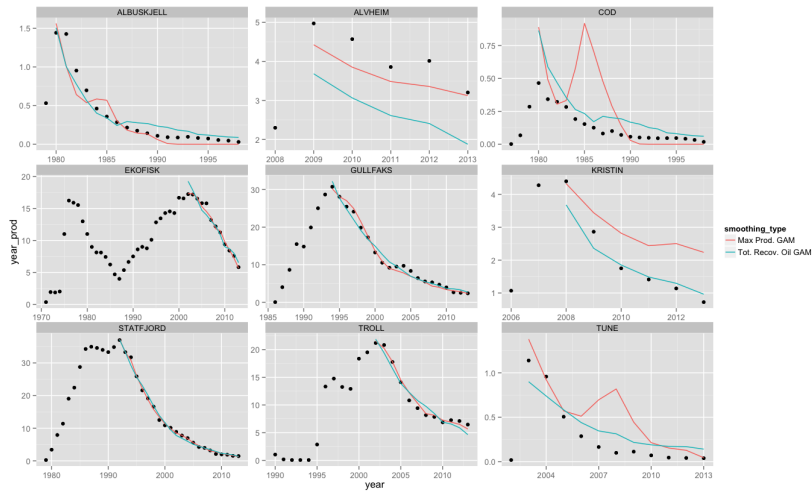 ALBUSKJELL
ALVHEIM
COD
1.5
1.0
0.5
0.0
1980 1985 1990 1995
5
4
3
2
2008 2009 2010 2011 2012 2013
0.75
0.50
0.25
0.00
1980 1985 1990 1995
EKOFISK
GULLFAKS
KRISTIN
year_prod
20
15
10
5
0
1970 1980 1990 2000 2010
30
20
10
0
1985 1990 1995 2000 2005 2010
4
3
2
1
2006 2008 2010 2012
smoothing_type
Max Prod. GAM
Tot. Recov. Oil GAM
STATFJORD
TROLL
TUNE
30
20
10
0
1980 1990 2000 2010
20
15
10
5
0
1990 1995 2000 2005 2010
1.0
0.5
0.0
2004 2007 2010 2013
year